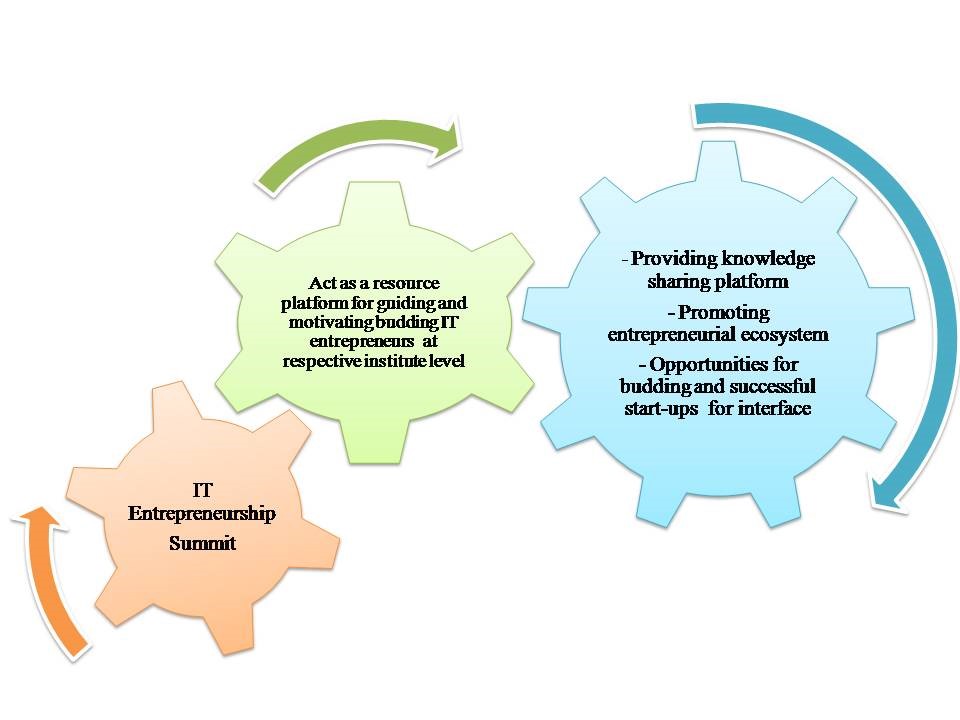 Act as a resource
platform for guiding and
motivating budding IT
entrepreneurs at
respective institute level
- Providing knowledge
sharing platform
- Promoting
entrepreneurial ecosystem
- Opportunities for
budding and successful
start-ups for interface
IT
Entrepreneurship
Summit